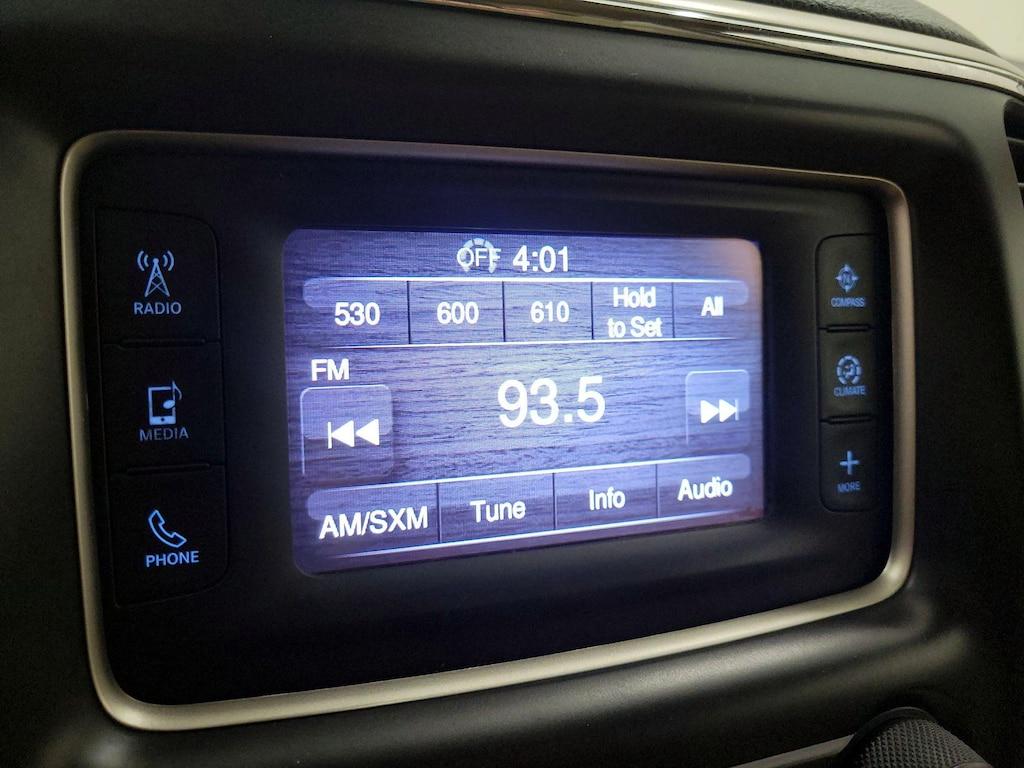 RADIO
MEDIA
PHONE
OFF 4:01
530 600 610 Hold to Set All
FM
93.5
AM/SXM Tune Info Audio
COMPASS
CLIMATE
MORE